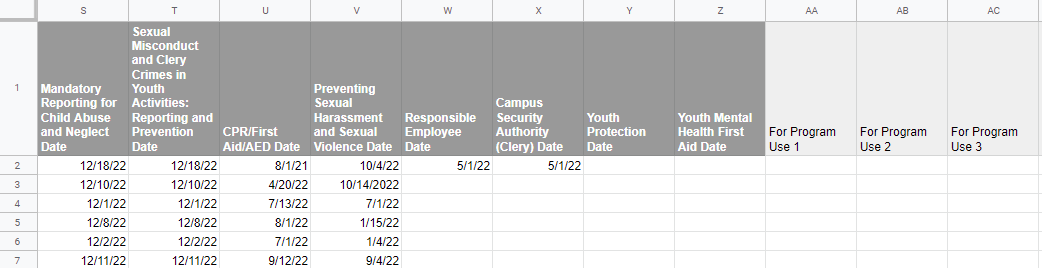 S T U V W X Y Z AA AB AC
1
Mandatory
Reporting for
Child Abuse
and Neglect
Date
Sexual
Misconduct
and Clery
Crimes in
Youth
Activities:
Reporting and
Prevention
Date
CPR/First
Aid/AED Date
Preventing
Sexual
Harassment
and Sexual
Violence Date
Responsible
Employee
Date
Campus
Security
Authority
(Clery) Date
Youth
Protection
Date
Youth Mental
Health First
Aid Date
For Program
Use 1
For Program
Use 2
For Program
Use 3
2 12/18/22 12/18/22 8/1/21 10/4/22 5/1/22 5/1/22
3 12/10/22 12/10/22 4/20/22 10/14/2022
4 12/1/22 12/1/22 7/13/22 7/1/22
5 12/8/22 12/8/22 8/1/22 1/15/22
6 12/2/22 12/2/22 7/1/22 1/4/22
7 12/11/22 12/11/22 9/12/22 9/4/22